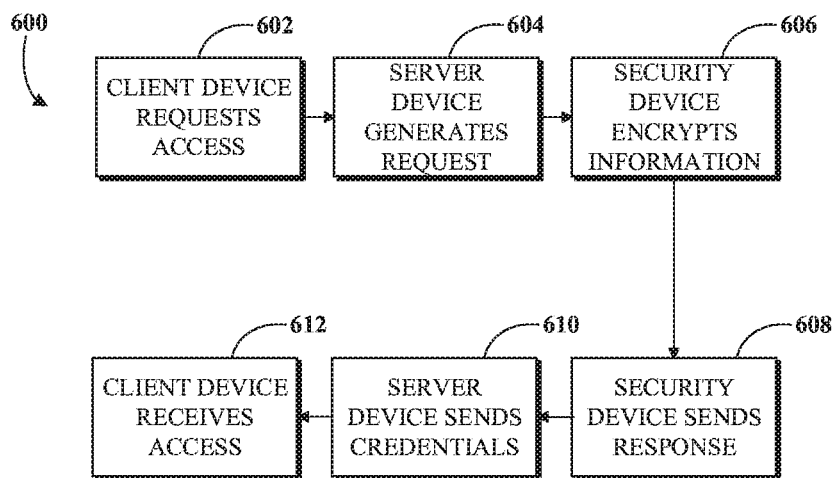 600
602
CLIENT DEVICE
REQUESTS
ACCESS
604
SERVER
DEVICE
GENERATES
REQUEST
606
SECURITY
DEVICE
ENCRYPTS
INFORMATION
612
CLIENT DEVICE
RECEIVES
ACCESS
610
SERVER
DEVICE SENDS
CREDENTIALS
608
SECURITY
DEVICE SENDS
RESPONSE